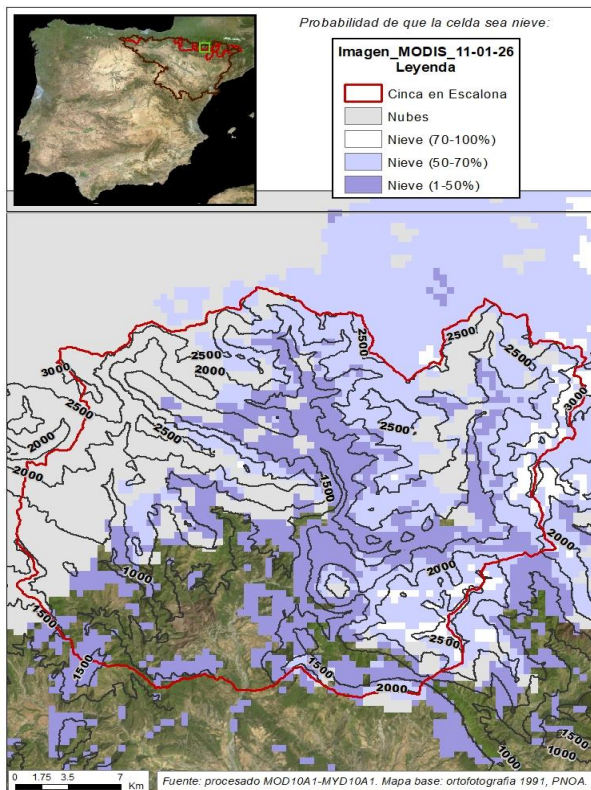 Probabilidad de que la celda sea nieve:
Imagen_MODIS_11-01-26
Leyenda
Cinca en Escalona
Nubes
Nieve (70-100%)
Nieve (50-70%)
Nieve (1-50%)
2500
2500
2500
2500
2000
3000
2500
3000
2500
2500
2000
2000
1500
2000
2000
1000
1500
2500
1500
1500
2000
1500
1000
1000
0 1.75 3.5 7
Km
Fuente: procesado MOD10A1-MYD10A1. Mapa base: ortofotografia 1991, PNOA.